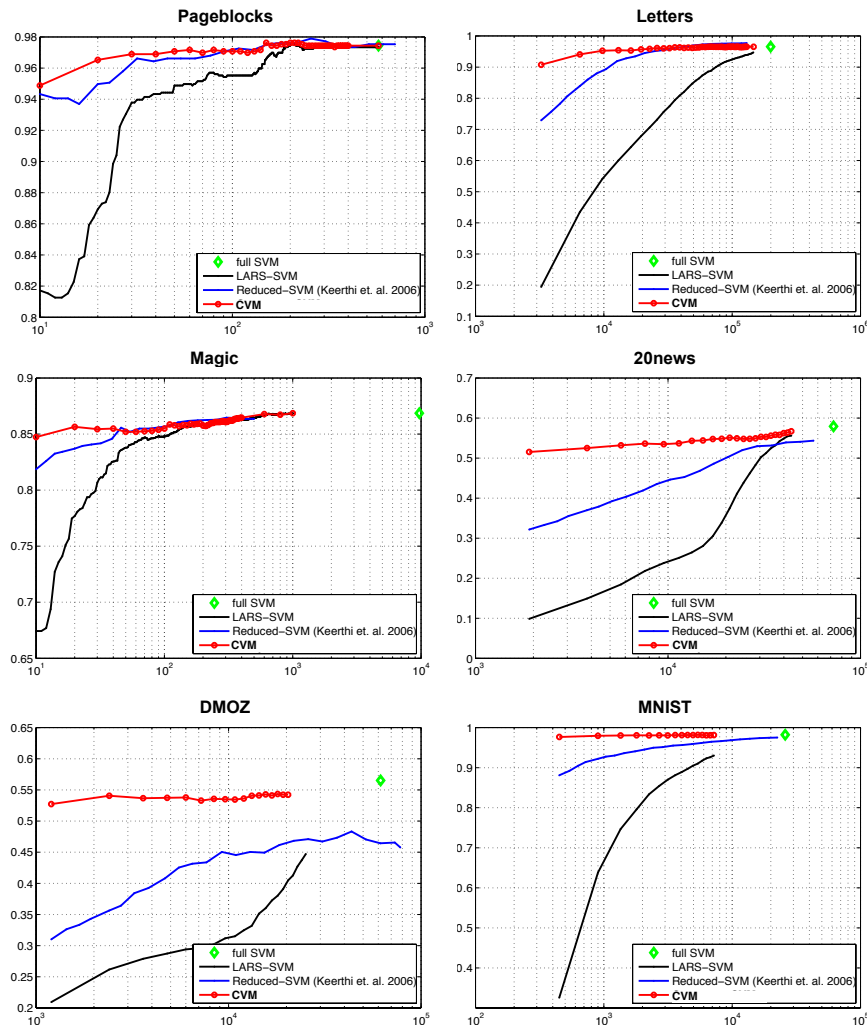 Pageblocks
0.98
0.96
0.94
0.92
0.9
0.88
0.86
0.84
0.82
0.8
full SVM
LARS−SVM
Reduced−SVM (Keerthi et. al. 2006)
CVM
10¹ 10² 10³
Letters
1
0.9
0.8
0.7
0.6
0.5
0.4
0.3
0.2
0.1
full SVM
LARS−SVM
Reduced−SVM (Keerthi et. al. 2006)
CVM
10³ 10⁴ 10⁵ 10⁶
Magic
0.9
0.85
0.8
0.75
0.7
0.65
full SVM
LARS−SVM
Reduced−SVM (Keerthi et. al. 2006)
CVM
10¹ 10² 10³ 10⁴
20news
0.7
0.6
0.5
0.4
0.3
0.2
0.1
0
full SVM
LARS−SVM
Reduced−SVM (Keerthi et. al. 2006)
CVM
10³ 10⁴ 10⁵
DMOZ
0.65
0.6
0.55
0.5
0.45
0.4
0.35
0.3
0.25
0.2
full SVM
LARS−SVM
Reduced−SVM (Keerthi et. al. 2006)
CVM
10³ 10⁴ 10⁵
MNIST
1
0.9
0.8
0.7
0.6
0.5
0.4
full SVM
LARS−SVM
Reduced−SVM (Keerthi et. al. 2006)
CVM
10² 10³ 10⁴ 10⁵